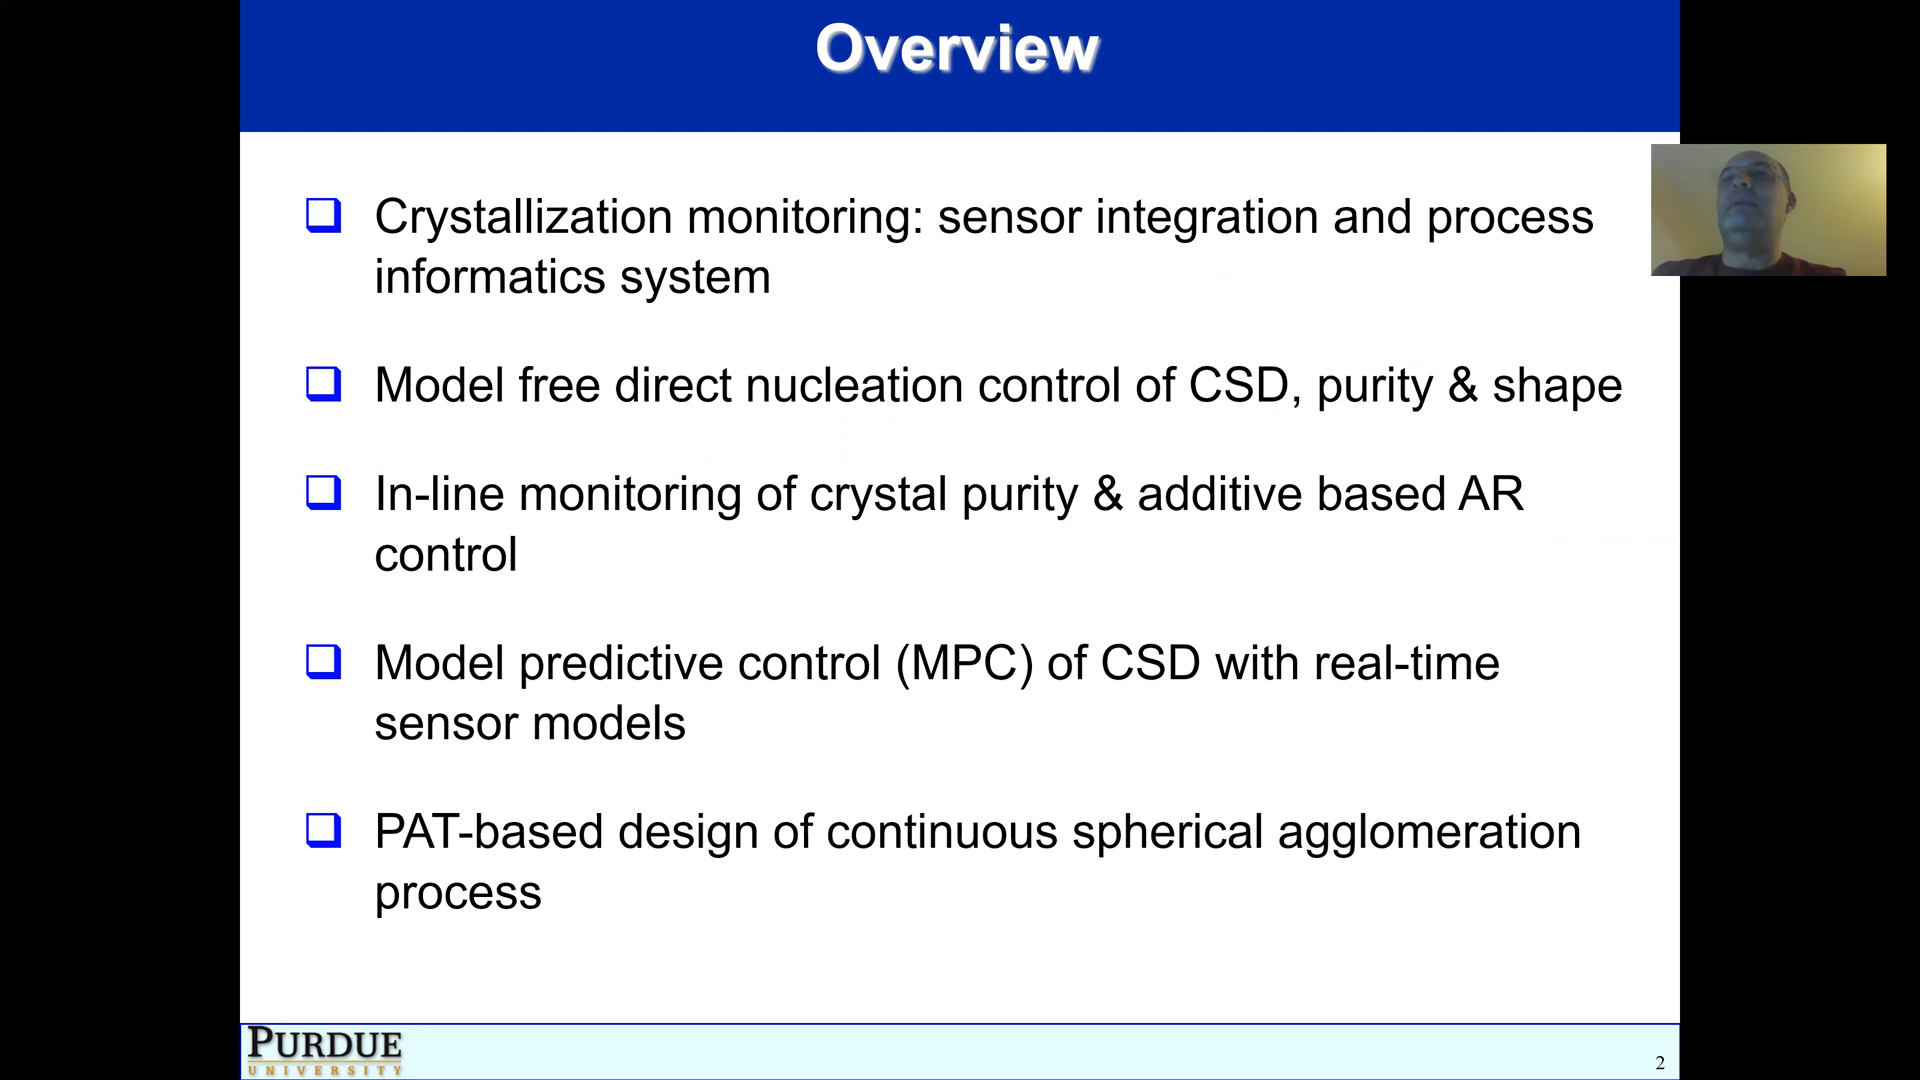 Overview
Crystallization monitoring: sensor integration and process
informatics system
Model free direct nucleation control of CSD, purity & shape
In-line monitoring of crystal purity & additive based AR
control
Model predictive control (MPC) of CSD with real-time
sensor models
PAT-based design of continuous spherical agglomeration
process
PURDUE
UNIVERSITY
2